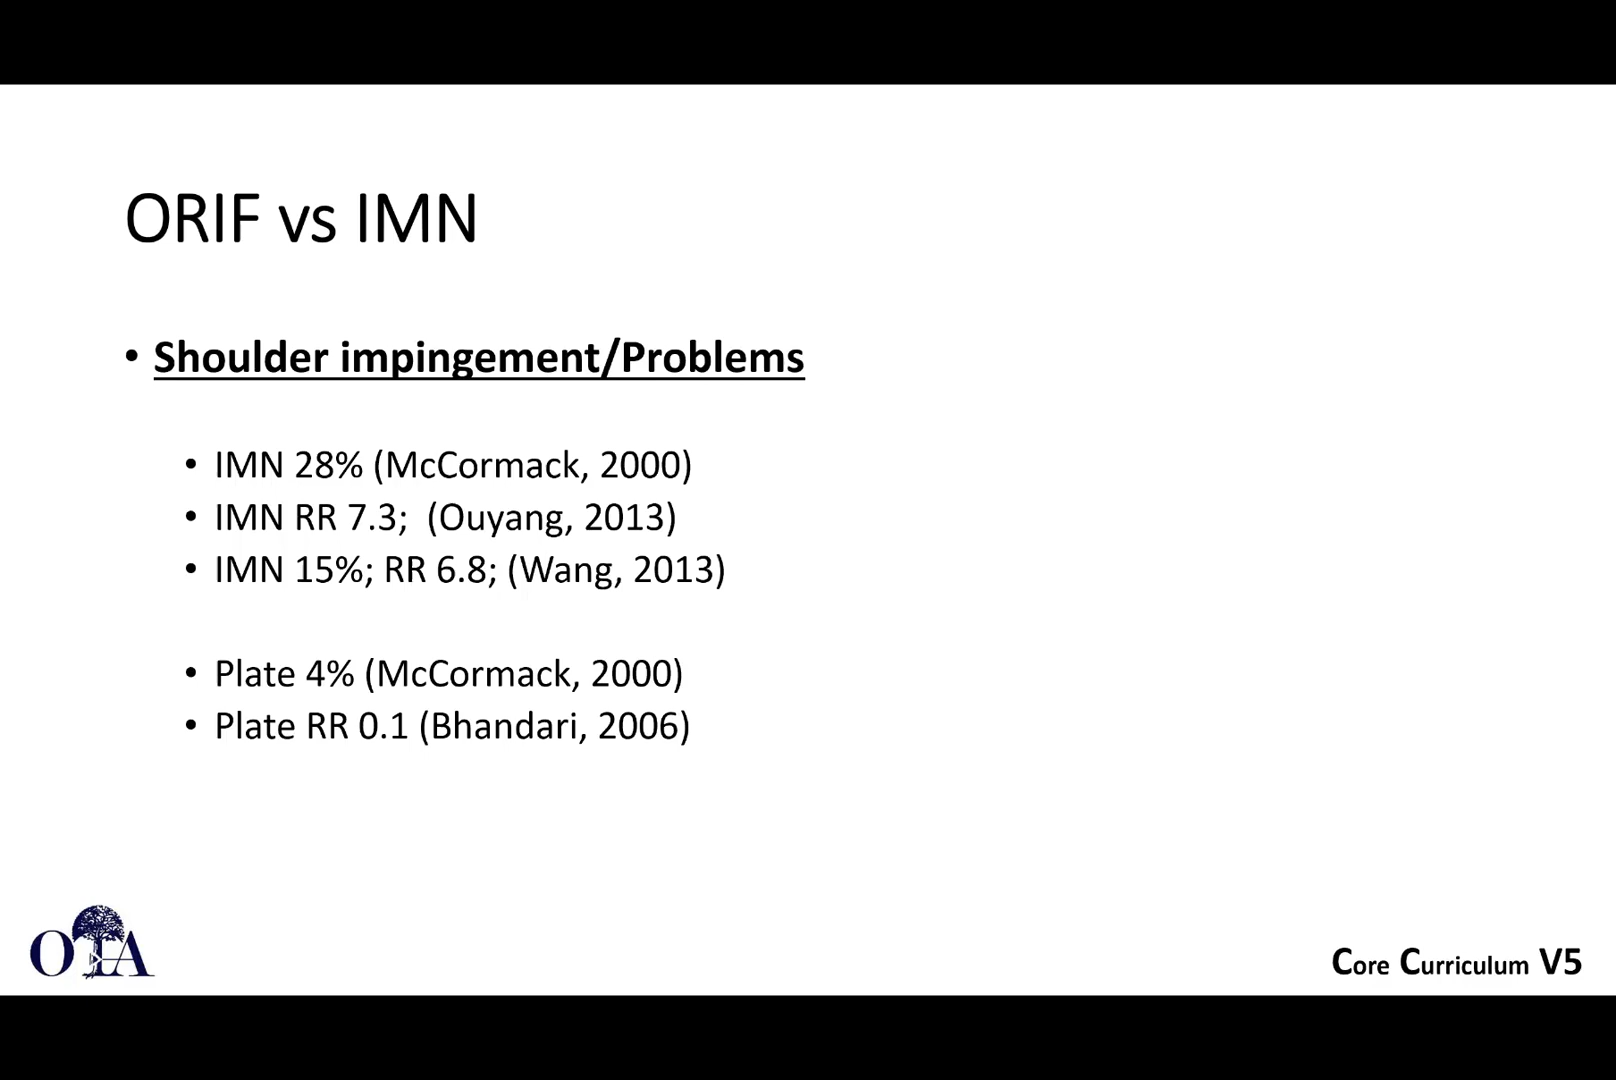 ORIF vs IMN
• Shoulder impingement/Problems
• IMN 28% (McCormack, 2000)
• IMN RR 7.3;  (Ouyang, 2013)
• IMN 15%; RR 6.8; (Wang, 2013)
• Plate 4% (McCormack, 2000)
• Plate RR 0.1 (Bhandari, 2006)
OTA
Core Curriculum V5